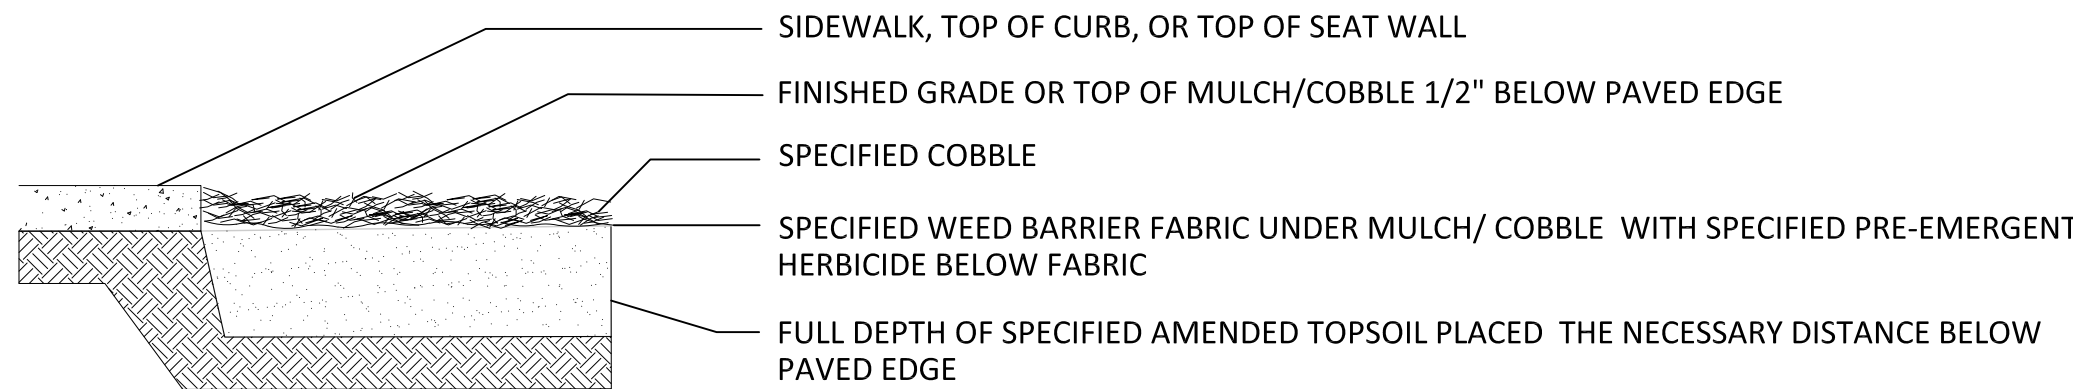 SIDEWALK, TOP OF CURB, OR TOP OF SEAT WALL
FINISHED GRADE OR TOP OF MULCH/COBBLE 1/2" BELOW PAVED EDGE
SPECIFIED COBBLE
SPECIFIED WEED BARRIER FABRIC UNDER MULCH/ COBBLE WITH SPECIFIED PRE-EMERGENT
HERBICIDE BELOW FABRIC
FULL DEPTH OF SPECIFIED AMENDED TOPSOIL PLACED THE NECESSARY DISTANCE BELOW
PAVED EDGE